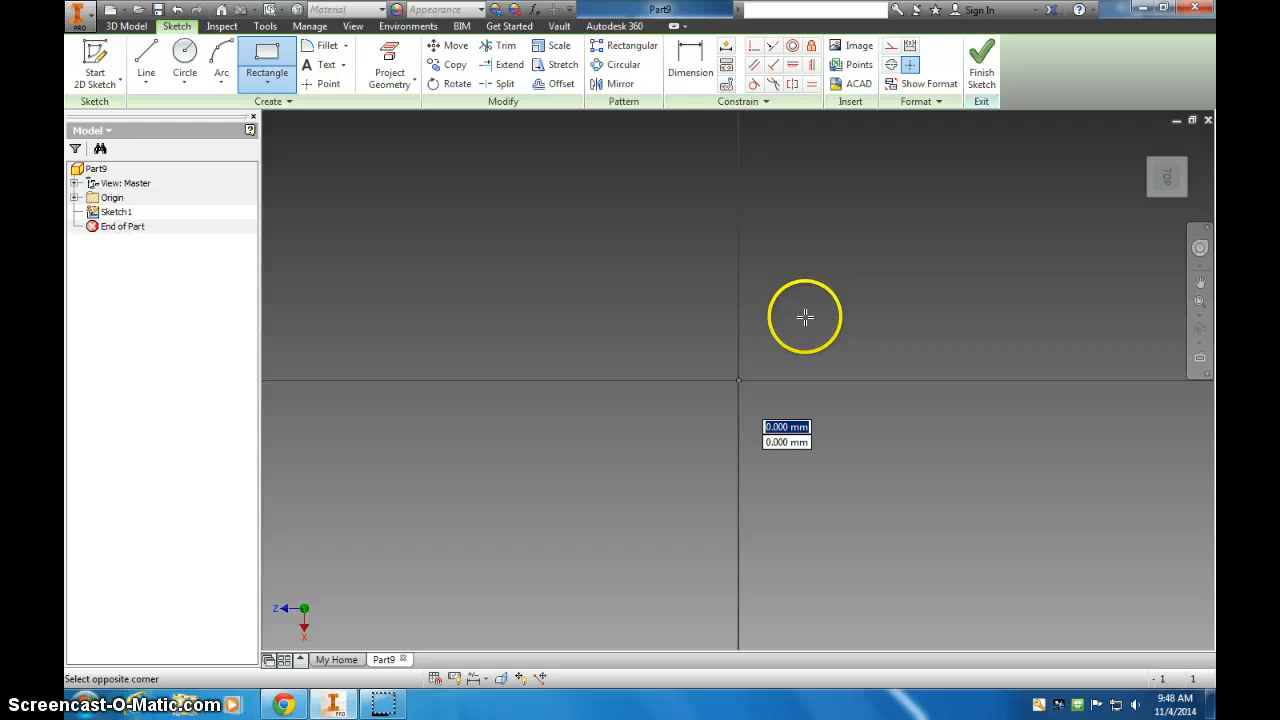 Material
Appearance
Part9
Sign In
PRO
3D Model Sketch Inspect Tools Manage View Environments BIM Get Started Vault Autodesk 360
Start
2D Sketch
Line
Circle
Arc
Rectangle
Fillet
Text
Point
Project
Geometry
Move
Copy
Rotate
Trim
Extend
Split
Scale
Stretch
Offset
Rectangular
Circular
Mirror
Dimension
Image
Points
ACAD
Show Format
Finish
Sketch
Sketch Create Modify Pattern Constrain Insert Format Exit
Model
Part9
View: Master
Origin
Sketch1
End of Part
TOP
0.000 mm
0.000 mm
Z
X
My Home Part9
Select opposite corner
- 1 1
Screencast-O-Matic.com
PRO
9:48 AM
11/4/2014